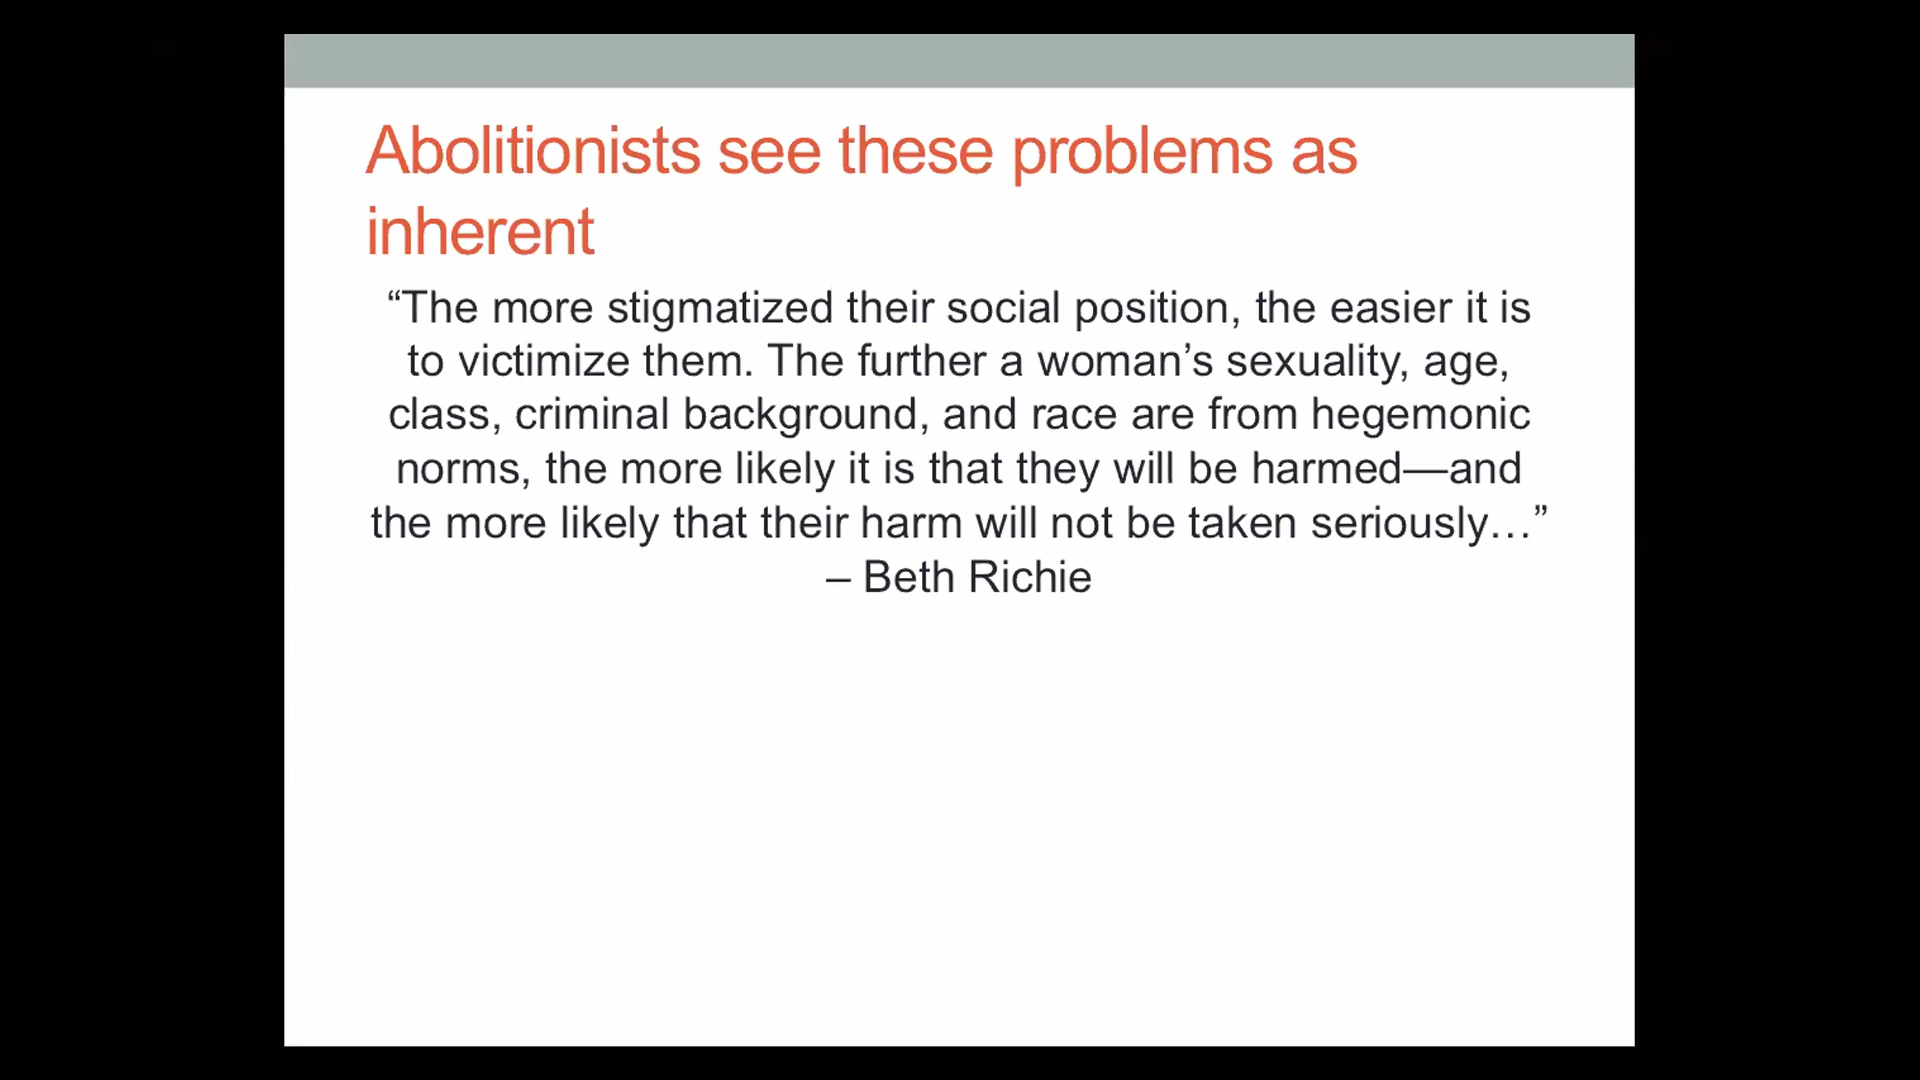 Abolitionists see these problems as
inherent
“The more stigmatized their social position, the easier it is
to victimize them. The further a woman’s sexuality, age,
class, criminal background, and race are from hegemonic
norms, the more likely it is that they will be harmed—and
the more likely that their harm will not be taken seriously…”
– Beth Richie